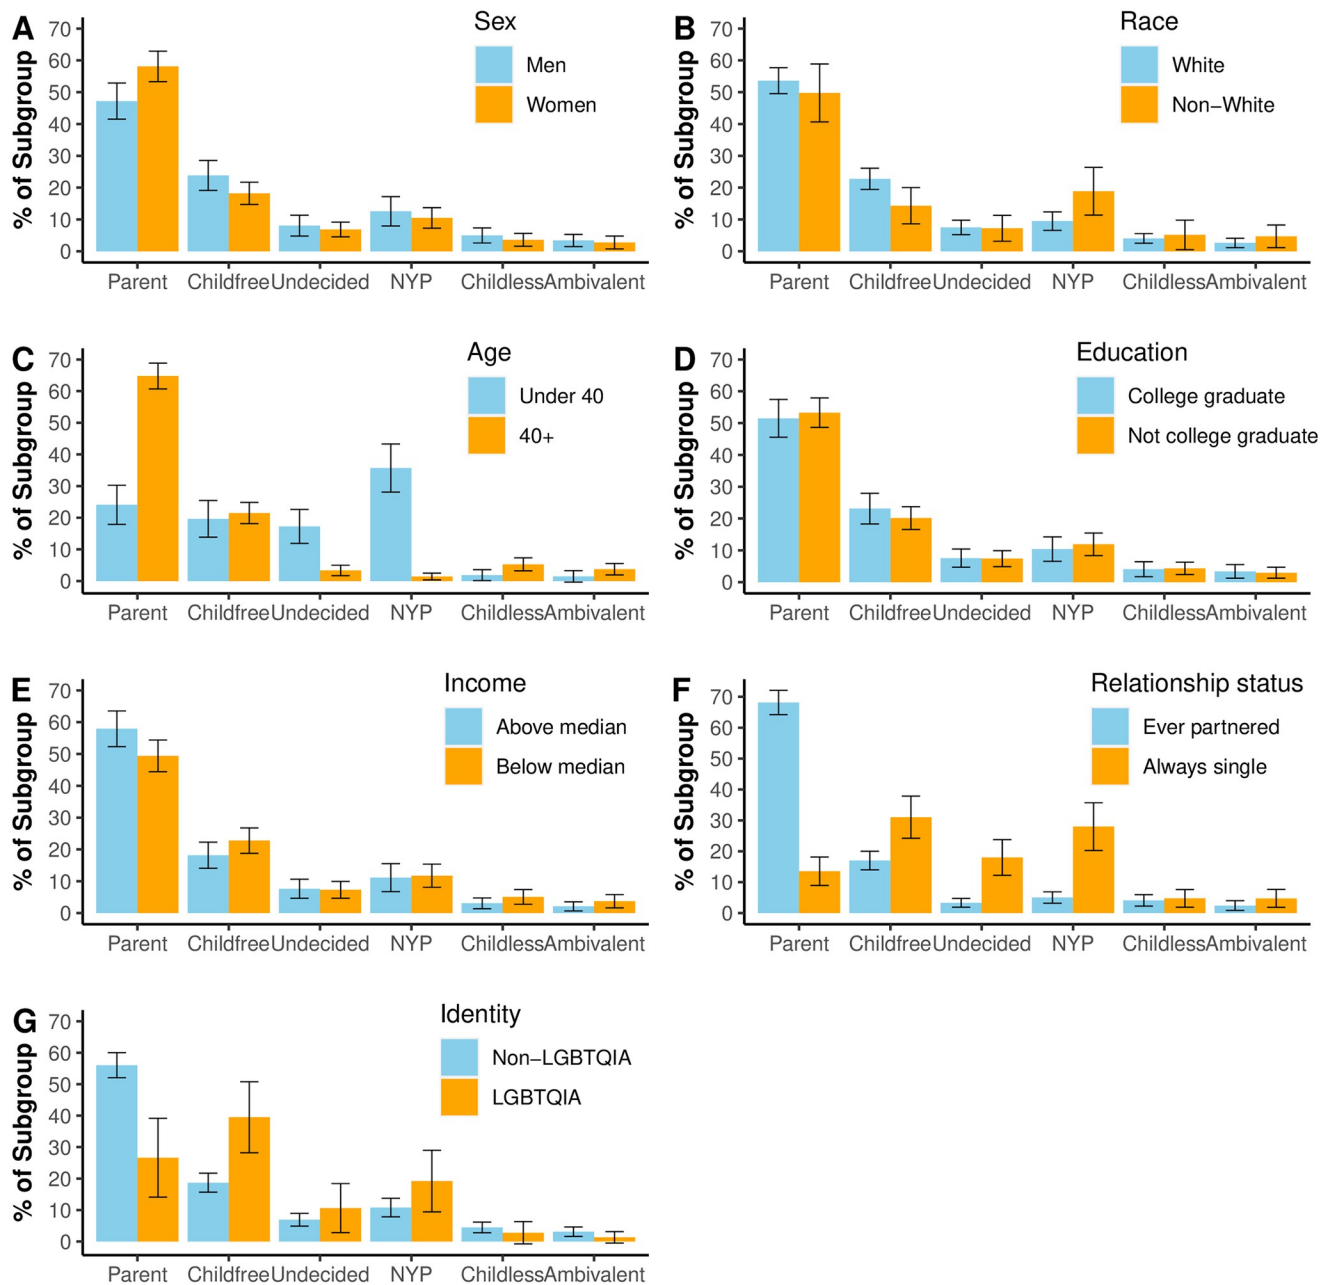 A
Sex
Men
Women
% of Subgroup
70
60
50
40
30
20
10
0
Parent Childfree Undecided NYP Childless Ambivalent
B
Race
White
Non−White
% of Subgroup
70
60
50
40
30
20
10
0
Parent Childfree Undecided NYP Childless Ambivalent
C
Age
Under 40
40+
% of Subgroup
70
60
50
40
30
20
10
0
Parent Childfree Undecided NYP Childless Ambivalent
D
Education
College graduate
Not college graduate
% of Subgroup
70
60
50
40
30
20
10
0
Parent Childfree Undecided NYP Childless Ambivalent
E
Income
Above median
Below median
% of Subgroup
70
60
50
40
30
20
10
0
Parent Childfree Undecided NYP Childless Ambivalent
F
Relationship status
Ever partnered
Always single
% of Subgroup
70
60
50
40
30
20
10
0
Parent Childfree Undecided NYP Childless Ambivalent
G
Identity
Non−LGBTQIA
LGBTQIA
% of Subgroup
70
60
50
40
30
20
10
0
Parent Childfree Undecided NYP Childless Ambivalent